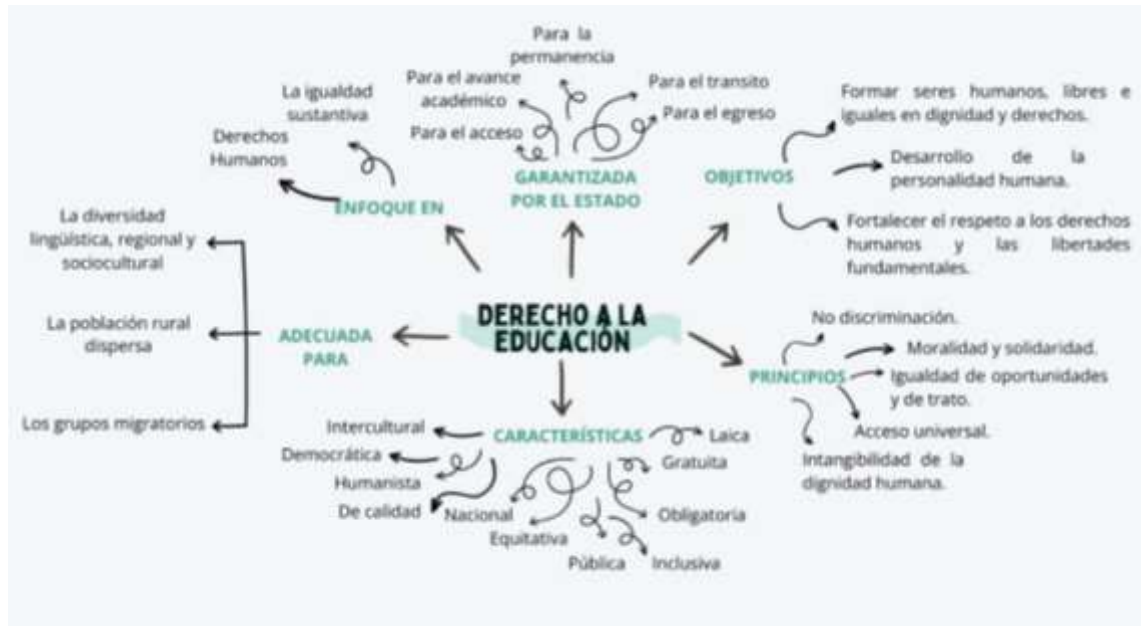 Para la
permanencia
Para el avance
académico
Para el acceso
Para el transito
Para el egreso
GARANTIZADA
POR EL ESTADO
La igualdad
sustantiva
Derechos
Humanos
ENFOQUE EN
OBJETIVOS
Formar seres humanos, libres e
iguales en dignidad y derechos.
Desarrollo de la
personalidad humana.
Fortalecer el respeto a los derechos
humanos y las libertades
fundamentales.
La diversidad
lingüística, regional y
sociocultural
La población rural
dispersa
Los grupos migratorios
ADECUADA
PARA
DERECHO A LA
EDUCACIÓN
PRINCIPIOS
No discriminación.
Moralidad y solidaridad.
Igualdad de oportunidades
y de trato.
Acceso universal.
Intangibilidad de la
dignidad humana.
CARACTERÍSTICAS
Intercultural
Democrática
Humanista
De calidad
Nacional
Equitativa
Pública
Inclusiva
Obligatoria
Gratuita
Laica